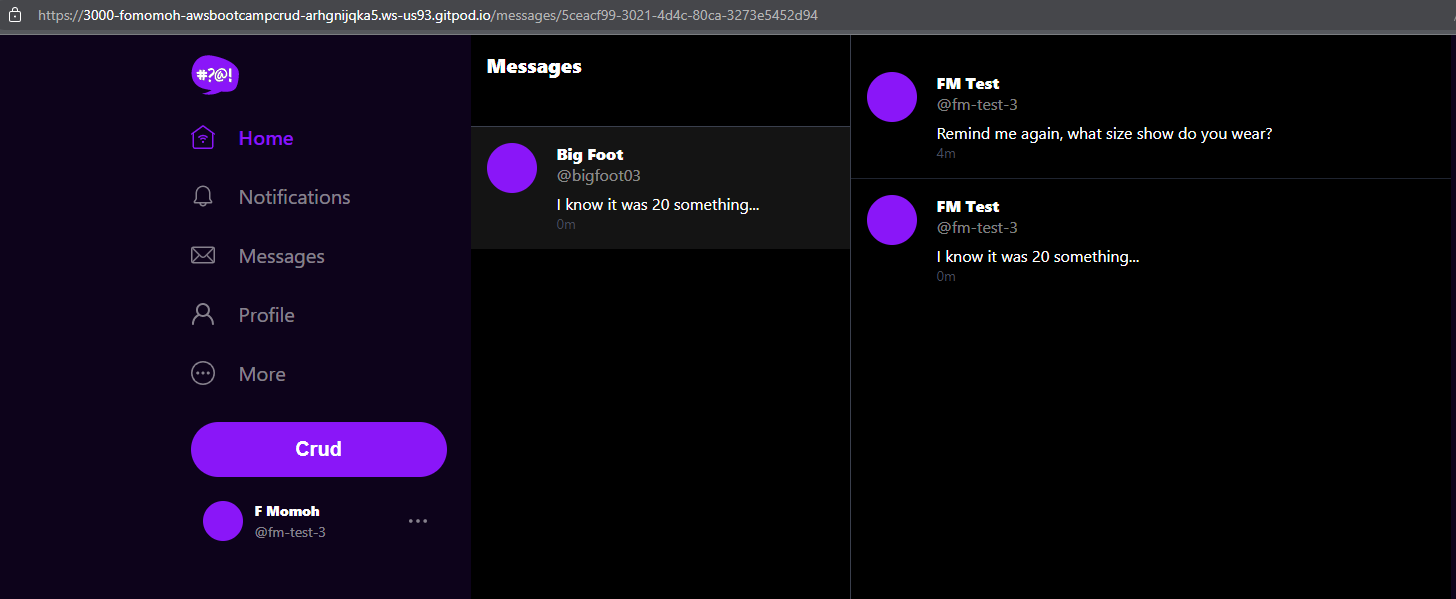 https://3000-fomomoh-awsbootcampcrud-arhgnijqka5.ws-us93.gitpod.io/messages/5ceacf99-3021-4d4c-80ca-3273e5452d94
#?@!
Home
Notifications
Messages
Profile
More
Crud
F Momoh
@fm-test-3
Messages
Big Foot
@bigfoot03
I know it was 20 something...
0m
FM Test
@fm-test-3
Remind me again, what size show do you wear?
4m
FM Test
@fm-test-3
I know it was 20 something...
0m